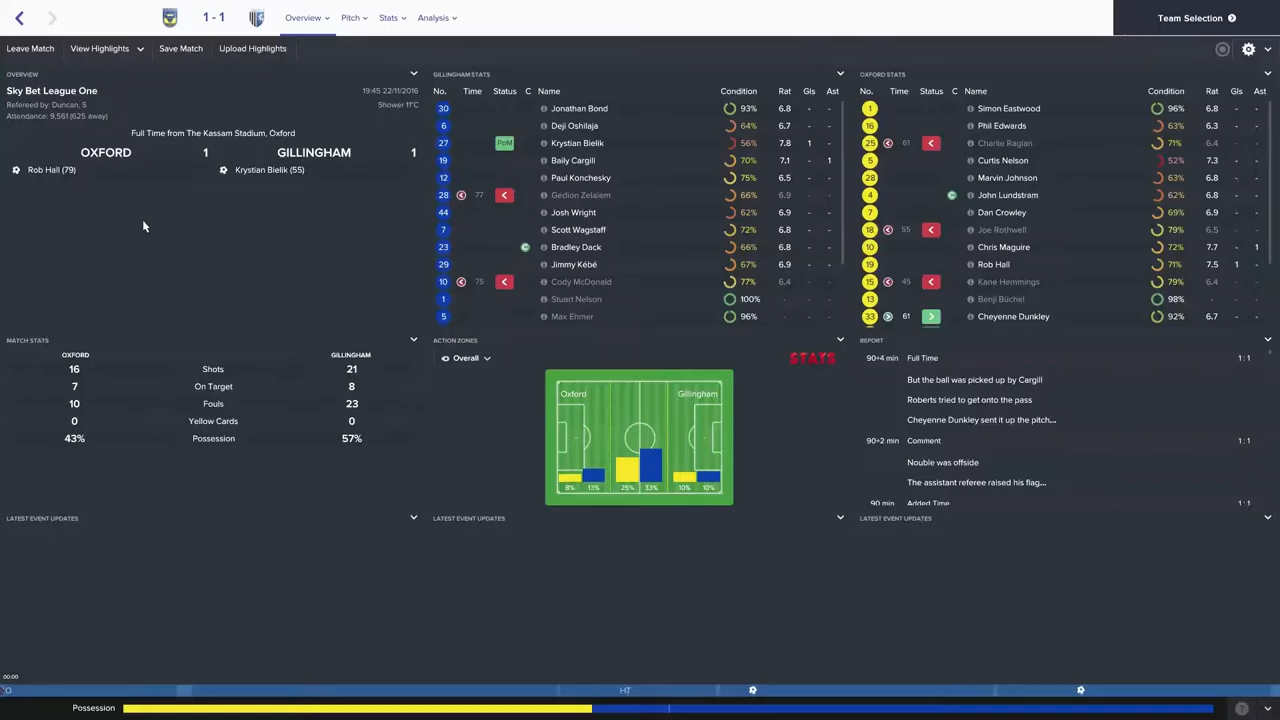 1 - 1
Overview
Pitch
Stats
Analysis
Team Selection
Leave Match
View Highlights
Save Match
Upload Highlights
OVERVIEW
Sky Bet League One
19:45 22/11/2016
Refereed by: Duncan, S
Shower 11°C
Attendance: 9,561 (625 away)
Full Time from The Kassam Stadium, Oxford
OXFORD 1 GILLINGHAM 1
Rob Hall (79)
Krystian Bielik (55)
GILLINGHAM STATS
No. Time Status C Name Condition Rat Gls Ast
30 Jonathan Bond 93% 6.8 - -
6 Deji Oshilaja 64% 6.7 - -
27 PoM Krystian Bielik 56% 7.8 1 -
19 Baily Cargill 70% 7.1 - 1
12 Paul Konchesky 75% 6.5 - -
28 77 Gedion Zelalem 66% 6.9 - -
44 Josh Wright 62% 6.9 - -
7 Scott Wagstaff 72% 6.8 - -
23 C Bradley Dack 66% 6.8 - -
29 Jimmy Kébé 67% 6.9 - -
10 75 Cody McDonald 77% 6.4 - -
1 Stuart Nelson 100% - - -
5 Max Ehmer 96% - - -
OXFORD STATS
No. Time Status C Name Condition Rat Gls Ast
1 Simon Eastwood 96% 6.8 - -
16 Phil Edwards 63% 6.3 - -
25 61 Charlie Raglan 71% 6.4 - -
5 Curtis Nelson 52% 7.3 - -
28 Marvin Johnson 63% 6.8 - -
4 C John Lundstram 62% 6.8 - -
7 Dan Crowley 69% 6.9 - -
18 55 Joe Rothwell 79% 6.5 - -
10 Chris Maguire 72% 7.7 - 1
19 Rob Hall 71% 7.5 1 -
15 45 Kane Hemmings 79% 6.4 - -
13 Benji Büchel 98% - - -
33 61 Cheyenne Dunkley 92% 6.7 - -
MATCH STATS
OXFORD GILLINGHAM
16 Shots 21
7 On Target 8
10 Fouls 23
0 Yellow Cards 0
43% Possession 57%
ACTION ZONES
Overall
STAYS
Oxford Gillingham
8% 13% 25% 33% 10% 10%
REPORT
90+4 min Full Time 1 : 1
But the ball was picked up by Cargill
Roberts tried to get onto the pass
Cheyenne Dunkley sent it up the pitch...
90+2 min Comment 1 : 1
Nouble was offside
The assistant referee raised his flag...
90 min Added Time 1 : 1
LATEST EVENT UPDATES
LATEST EVENT UPDATES
LATEST EVENT UPDATES
00:00
HT
Possession